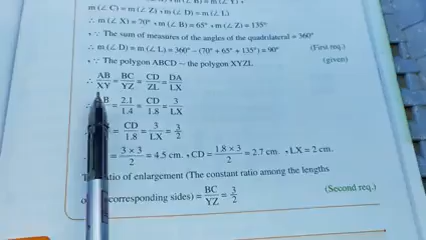 m (∠ C) = m (∠ Z) , m (∠ D) = m (∠ L)
∴ m (∠ X) = 70° , m (∠ B) = 65° , m (∠ Z) = 135°
, ∵ The sum of measures of the angles of the quadrilateral = 360°
∴ m (∠ D) = m (∠ L) = 360° – (70° + 65° + 135°) = 90° (First req.)
, ∵ The polygon ABCD ~ the polygon XYZL (given)
∴ AB/XY = BC/YZ = CD/ZL = DA/LX
B = 2.1/1.4 = CD/1.8 = 3/LX
= CD/1.8 = 3/LX = 3/2
= 3 × 3/2 = 4.5 cm. , CD = 1.8 × 3/2 = 2.7 cm. , LX = 2 cm.
ratio of enlargement (The constant ratio among the lengths
corresponding sides) = BC/YZ = 3/2 (Second req.)